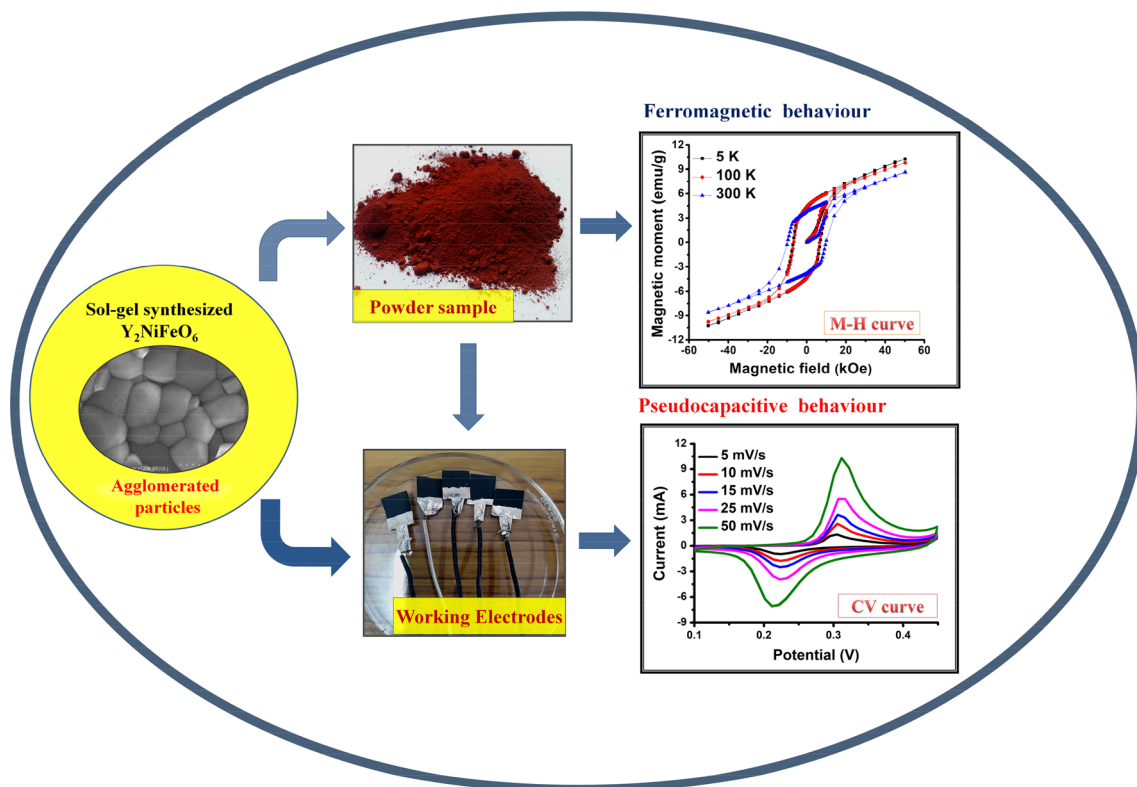 Sol-gel synthesized
Y₂NiFeO₆
Agglomerated
particles
Powder sample
Working Electrodes
Ferromagnetic behaviour
Magnetic moment (emu/g)
12
9
6
3
0
-3
-6
-9
-12
5 K
100 K
300 K
M-H curve
-60 -40 -20 0 20 40 60
Magnetic field (kOe)
Pseudocapacitive behaviour
Current (mA)
12
9
6
3
0
-3
-6
-9
5 mV/s
10 mV/s
15 mV/s
25 mV/s
50 mV/s
CV curve
0.1 0.2 0.3 0.4
Potential (V)